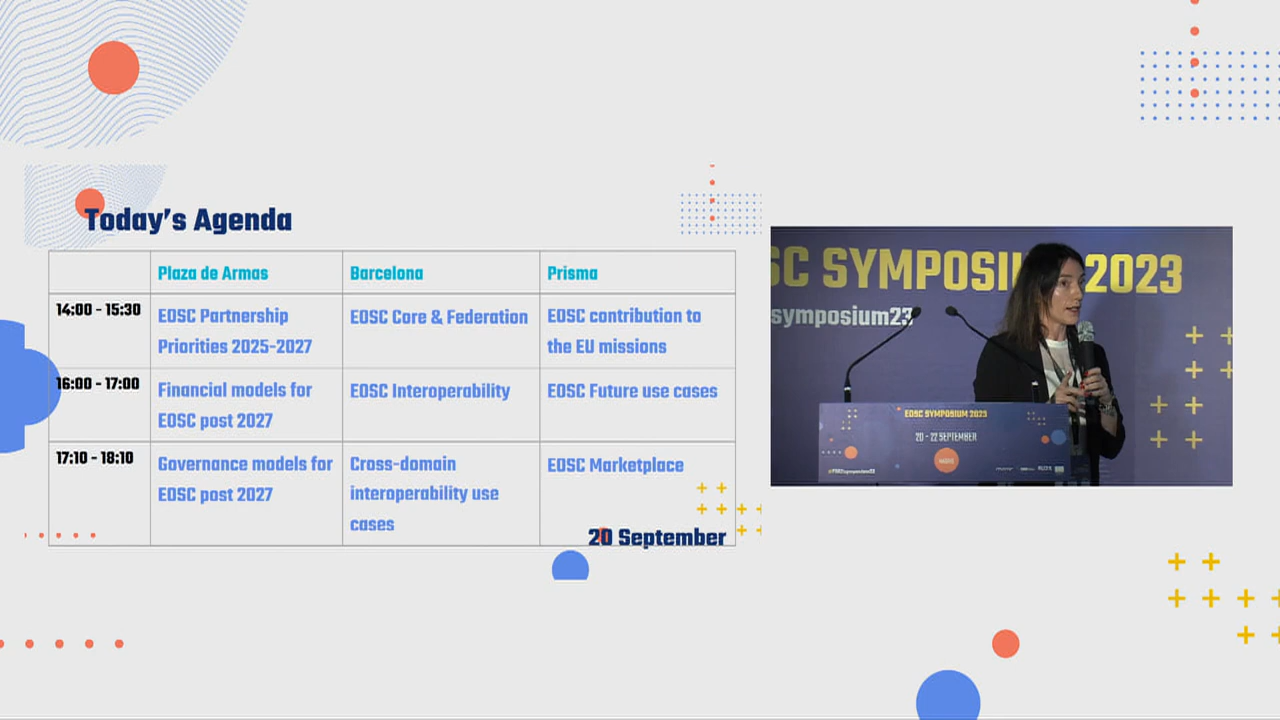 Today's Agenda
Plaza de Armas
Barcelona
Prisma
14:00 - 15:30
EOSC Partnership
Priorities 2025-2027
EOSC Core & Federation
EOSC contribution to
the EU missions
16:00 - 17:00
Financial models for
EOSC post 2027
EOSC Interoperability
EOSC Future use cases
17:10 - 18:10
Governance models for
EOSC post 2027
Cross-domain
interoperability use
cases
EOSC Marketplace
20 September
SC SYMPOSIU 2023
symposium23
EOSC SYMPOSIUM 2023
20 - 22 SEPTEMBER